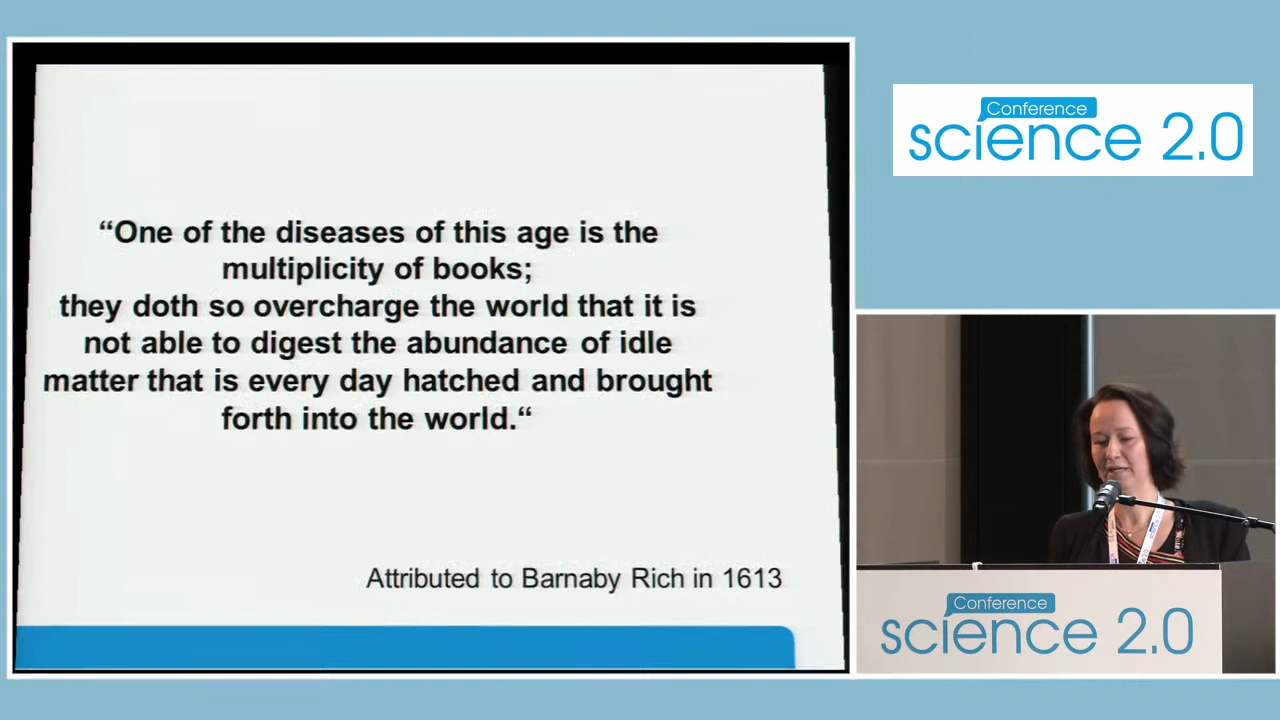 “One of the diseases of this age is the
multiplicity of books;
they doth so overcharge the world that it is
not able to digest the abundance of idle
matter that is every day hatched and brought
forth into the world.“
Attributed to Barnaby Rich in 1613
Conference
science 2.0
Conference
science 2.0